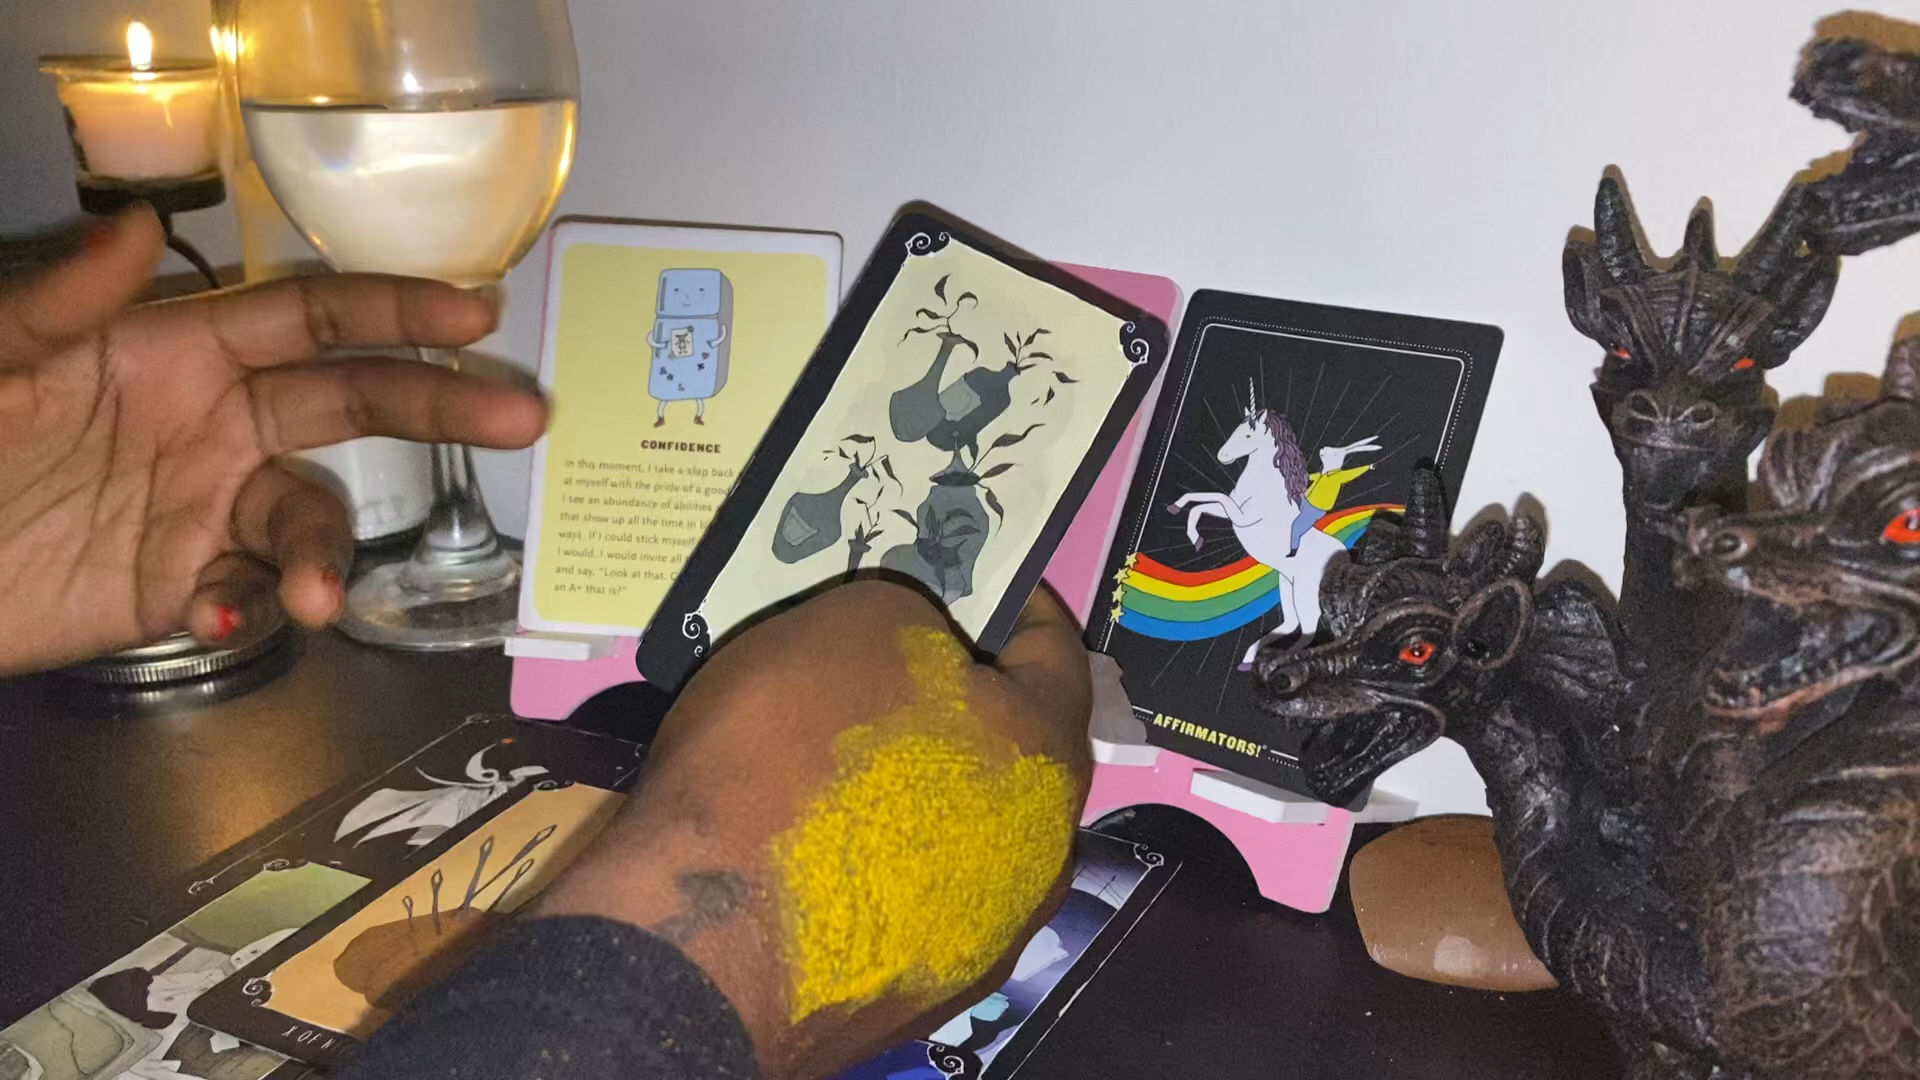 CONFIDENCE
In this moment, I take a step back
at myself with the pride of a good
I see an abundance of abilities
that show up all the time in
ways. If I could stick myself
I would. I would invite all
and say, "Look at that.
an A+ that is?"
AFFIRMATORS!
X OF